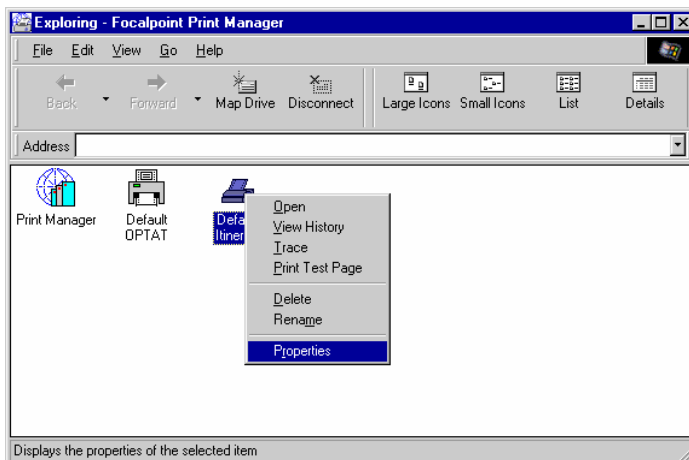 Exploring - Focalpoint Print Manager
File Edit View Go Help
Back Forward Map Drive Disconnect Large Icons Small Icons List Details
Address
Print Manager
Default
OPTAT
Defa
Itiner
Open
View History
Trace
Print Test Page
Delete
Rename
Properties
Displays the properties of the selected item